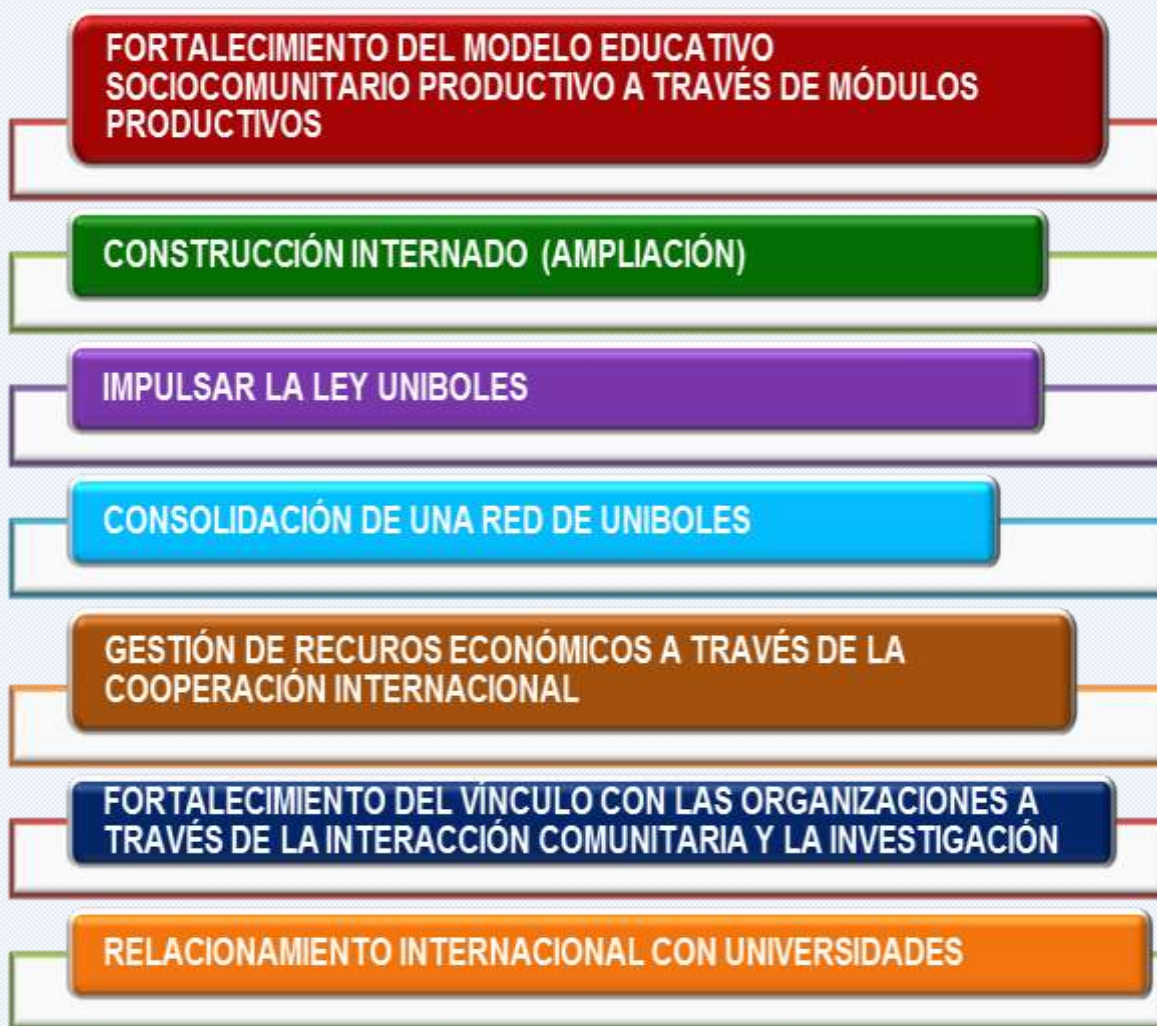 FORTALECIMIENTO DEL MODELO EDUCATIVO
SOCIOCOMUNITARIO PRODUCTIVO A TRAVÉS DE MÓDULOS
PRODUCTIVOS
CONSTRUCCIÓN INTERNADO (AMPLIACIÓN)
IMPULSAR LA LEY UNIBOLES
CONSOLIDACIÓN DE UNA RED DE UNIBOLES
GESTIÓN DE RECUROS ECONÓMICOS A TRAVÉS DE LA
COOPERACIÓN INTERNACIONAL
FORTALECIMIENTO DEL VÍNCULO CON LAS ORGANIZACIONES A
TRAVÉS DE LA INTERACCIÓN COMUNITARIA Y LA INVESTIGACIÓN
RELACIONAMIENTO INTERNACIONAL CON UNIVERSIDADES